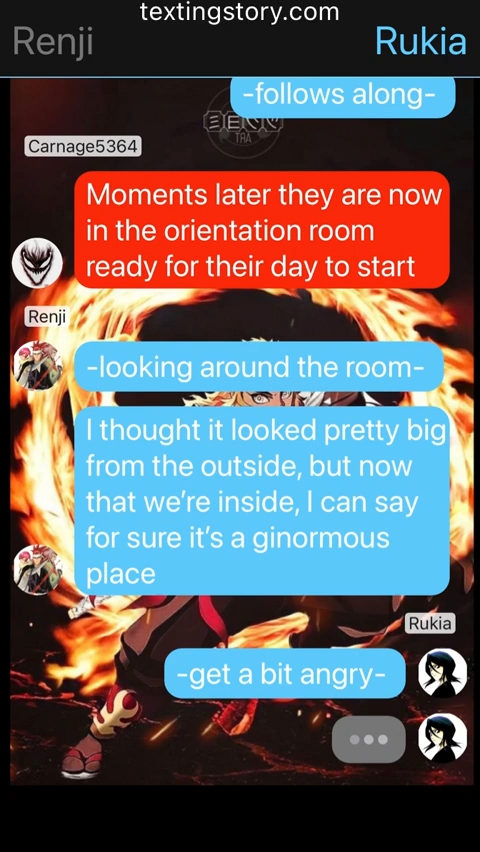 textingstory.com
Renji
Rukia
-follows along-
Carnage5364
Moments later they are now
in the orientation room
ready for their day to start
Renji
-looking around the room-
I thought it looked pretty big
from the outside, but now
that we’re inside, I can say
for sure it’s a ginormous
place
Rukia
-get a bit angry-